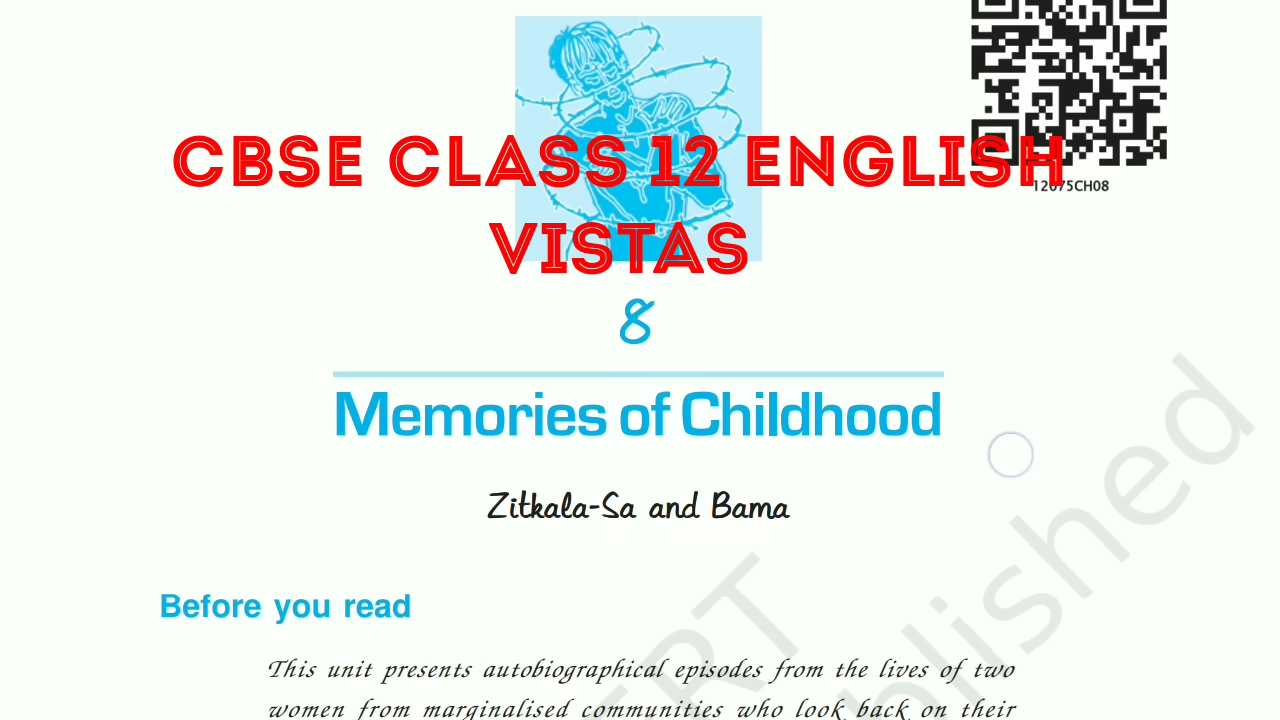 CBSE CLASS 12 ENGLISH
12075CH08
VISTAS
8
Memories of Childhood
Zitkala-Sa and Bama
Before you read
This unit presents autobiographical episodes from the lives of two
women from marginalised communities who look back on their